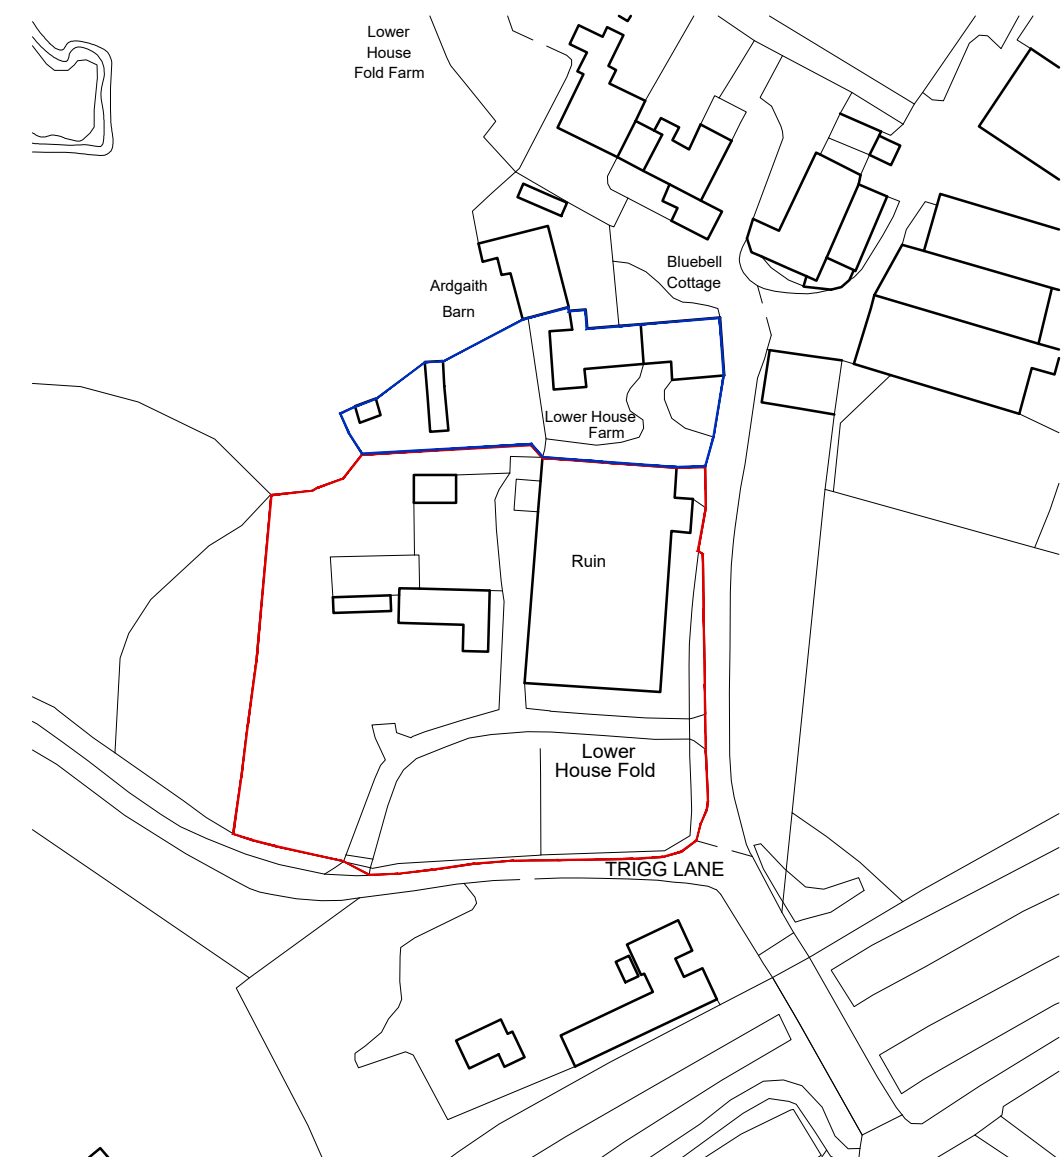 Lower
House
Fold Farm
Bluebell
Cottage
Ardgaith
Barn
Lower House
Farm
Ruin
Lower
House Fold
TRIGG LANE